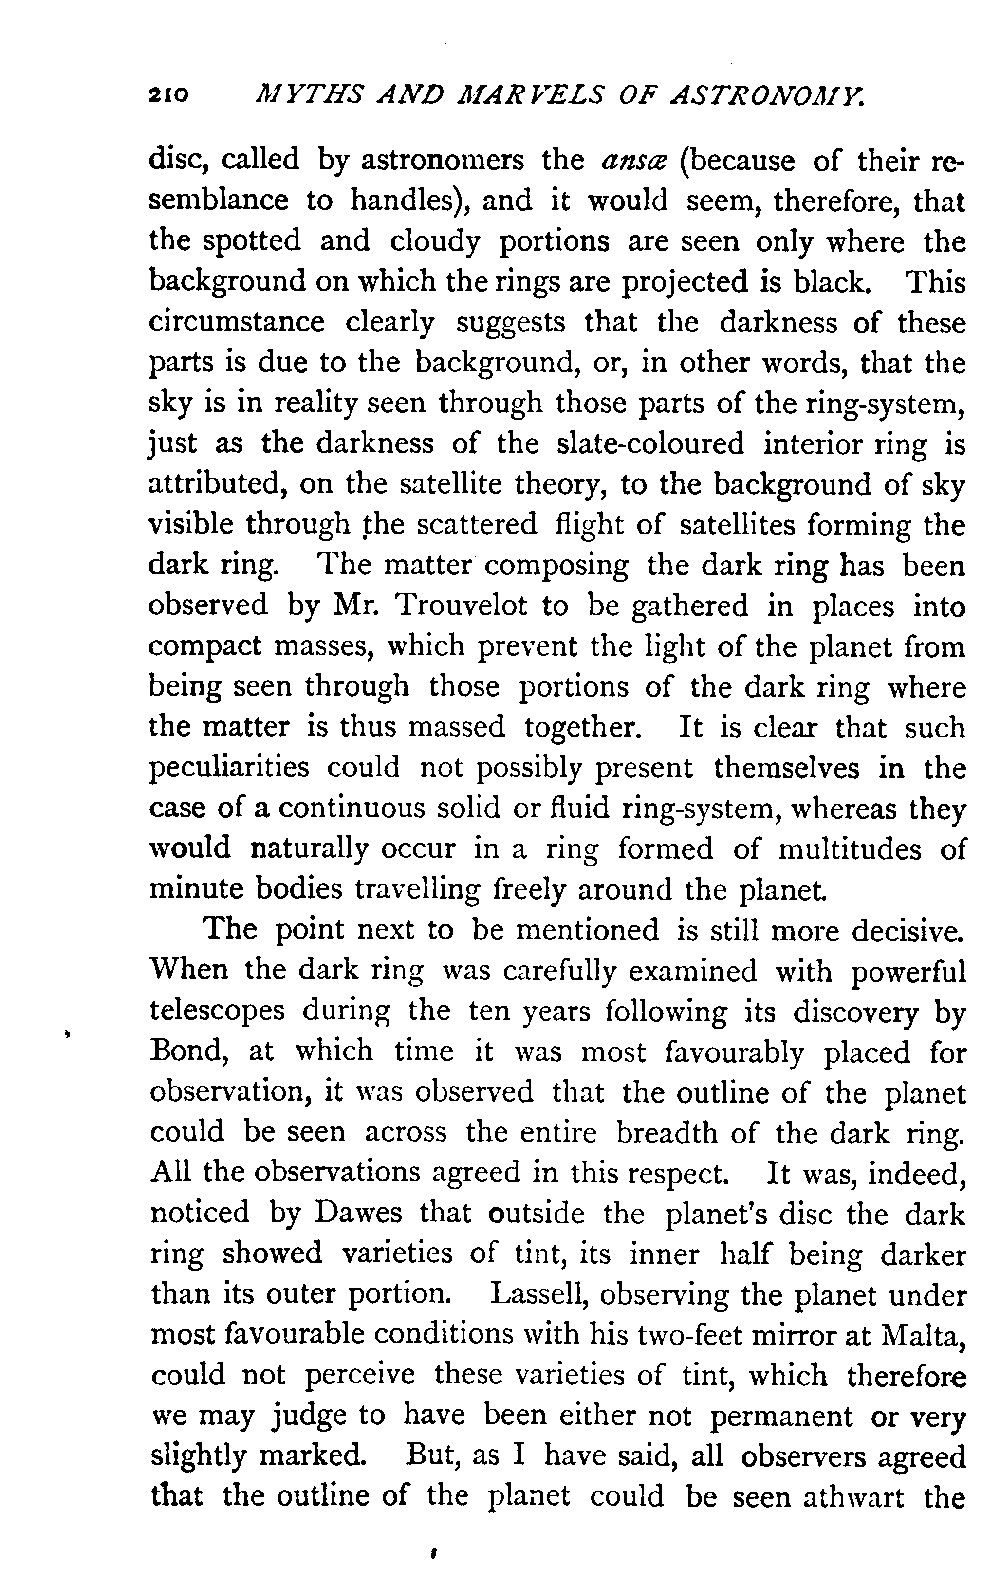 210 MYTHS AND MARVELS OF ASTRONOMY.
disc, called by astronomers the ansæ (because of their re-
semblance to handles), and it would seem, therefore, that
the spotted and cloudy portions are seen only where the
background on which the rings are projected is black. This
circumstance clearly suggests that the darkness of these
parts is due to the background, or, in other words, that the
sky is in reality seen through those parts of the ring-system,
just as the darkness of the slate-coloured interior ring is
attributed, on the satellite theory, to the background of sky
visible through the scattered flight of satellites forming the
dark ring. The matter composing the dark ring has been
observed by Mr. Trouvelot to be gathered in places into
compact masses, which prevent the light of the planet from
being seen through those portions of the dark ring where
the matter is thus massed together. It is clear that such
peculiarities could not possibly present themselves in the
case of a continuous solid or fluid ring-system, whereas they
would naturally occur in a ring formed of multitudes of
minute bodies travelling freely around the planet.
The point next to be mentioned is still more decisive.
When the dark ring was carefully examined with powerful
telescopes during the ten years following its discovery by
Bond, at which time it was most favourably placed for
observation, it was observed that the outline of the planet
could be seen across the entire breadth of the dark ring.
All the observations agreed in this respect. It was, indeed,
noticed by Dawes that outside the planet's disc the dark
ring showed varieties of tint, its inner half being darker
than its outer portion. Lassell, observing the planet under
most favourable conditions with his two-feet mirror at Malta,
could not perceive these varieties of tint, which therefore
we may judge to have been either not permanent or very
slightly marked. But, as I have said, all observers agreed
that the outline of the planet could be seen athwart the